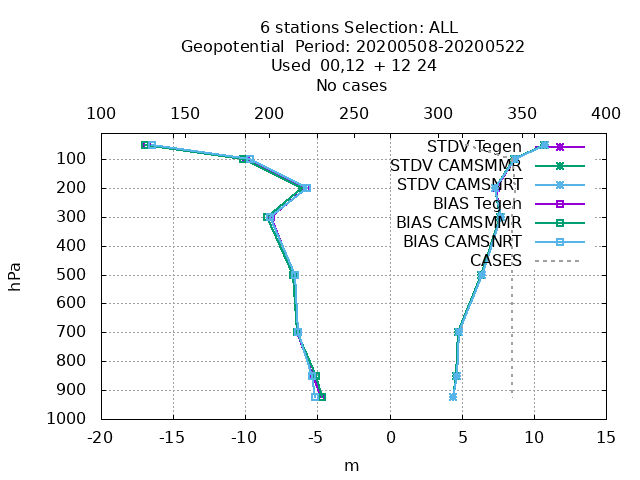 6 stations Selection: ALL
Geopotential  Period: 20200508-20200522
Used  00,12  + 12 24
No cases
100 150 200 250 300 350 400
STDV Tegen
STDV CAMSMMR
STDV CAMSNRT
BIAS Tegen
BIAS CAMSMMR
BIAS CAMSNRT
CASES
100
200
300
400
500
600
700
800
900
1000
hPa
-20 -15 -10 -5 0 5 10 15
m